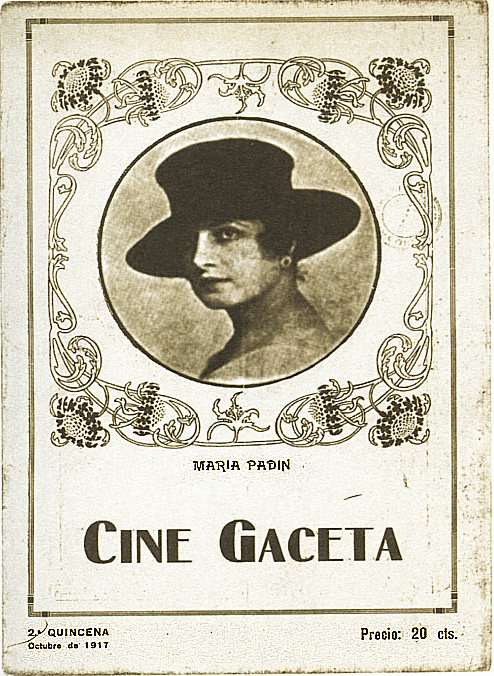 MARIA PADIN
CINE GACETA
2.ª QUINCENA
Octubre de 1917
Precio: 20 cts.